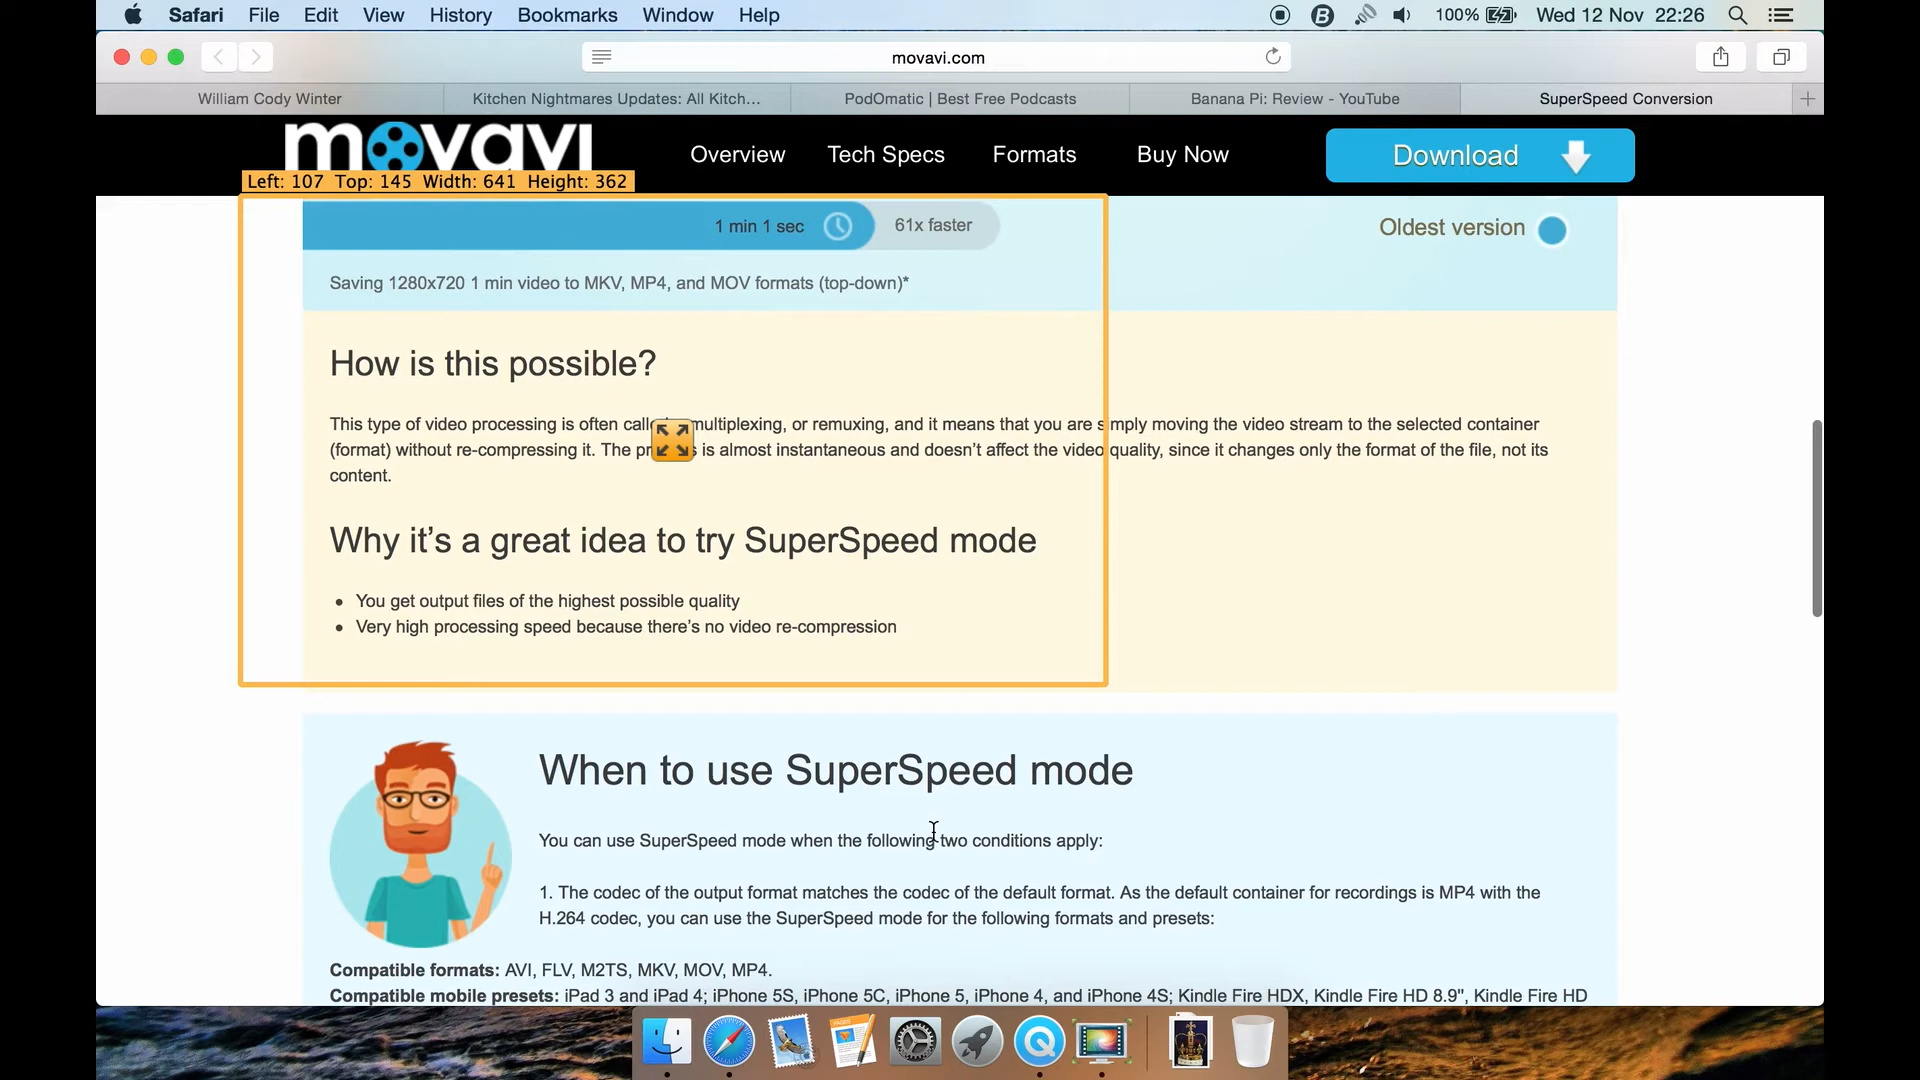 Safari File Edit View History Bookmarks Window Help 100% Wed 12 Nov 22:26
movavi.com
William Cody Winter Kitchen Nightmares Updates: All Kitch... PodOmatic | Best Free Podcasts Banana Pi: Review - YouTube SuperSpeed Conversion
movavi Overview Tech Specs Formats Buy Now Download
Left: 107 Top: 145 Width: 641 Height: 362
1 min 1 sec 61x faster Oldest version
Saving 1280x720 1 min video to MKV, MP4, and MOV formats (top-down)*
How is this possible?
This type of video processing is often multiplexing, or remuxing, and it means that you are simply moving the video stream to the selected container
(format) without re-compressing it. The is almost instantaneous and doesn't affect the video quality, since it changes only the format of the file, not its
content.
Why it's a great idea to try SuperSpeed mode
• You get output files of the highest possible quality
• Very high processing speed because there's no video re-compression
When to use SuperSpeed mode
You can use SuperSpeed mode when the following two conditions apply:
1. The codec of the output format matches the codec of the default format. As the default container for recordings is MP4 with the
H.264 codec, you can use the SuperSpeed mode for the following formats and presets:
Compatible formats: AVI, FLV, M2TS, MKV, MOV, MP4.
Compatible mobile presets: iPad 3 and iPad 4; iPhone 5S, iPhone 5C, iPhone 5, iPhone 4, and iPhone 4S; Kindle Fire HDX, Kindle Fire HD 8.9", Kindle Fire HD
PAGES